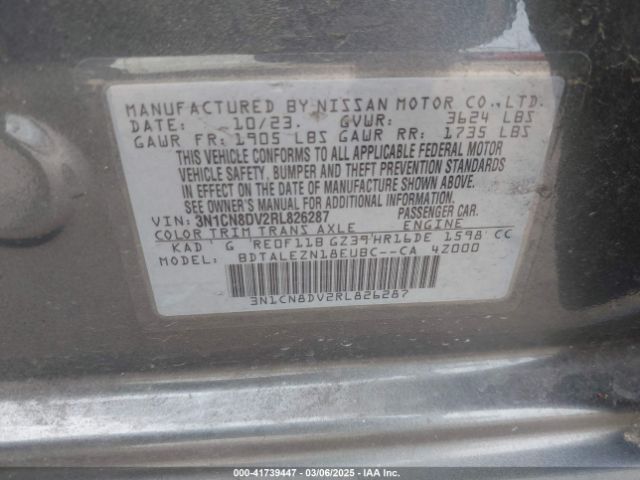 MANUFACTURED BY NISSAN MOTOR CO., LTD.
DATE: 10/23. GVWR: 3624 LBS
GAWR FR: 1905 LBS GAWR RR: 1735 LBS
THIS VEHICLE CONFORMS TO ALL APPLICABLE FEDERAL MOTOR
VEHICLE SAFETY, BUMPER AND THEFT PREVENTION STANDARDS
IN EFFECT ON THE DATE OF MANUFACTURE SHOWN ABOVE.
SEE OWNER'S MANUAL FOR ADDITIONAL INFORMATION.
VIN: 3N1CN8DV2RL826287 PASSENGER CAR.
COLOR TRIM TRANS AXLE ENGINE
KAD G RE0F11B GZ39 HR16DE 1598 CC
MODEL: BDTALEZN18EUBC--CA 4Z000
3N1CN8DV2RL826287
000-41739447 | 03/06/2025 - IAA Inc.